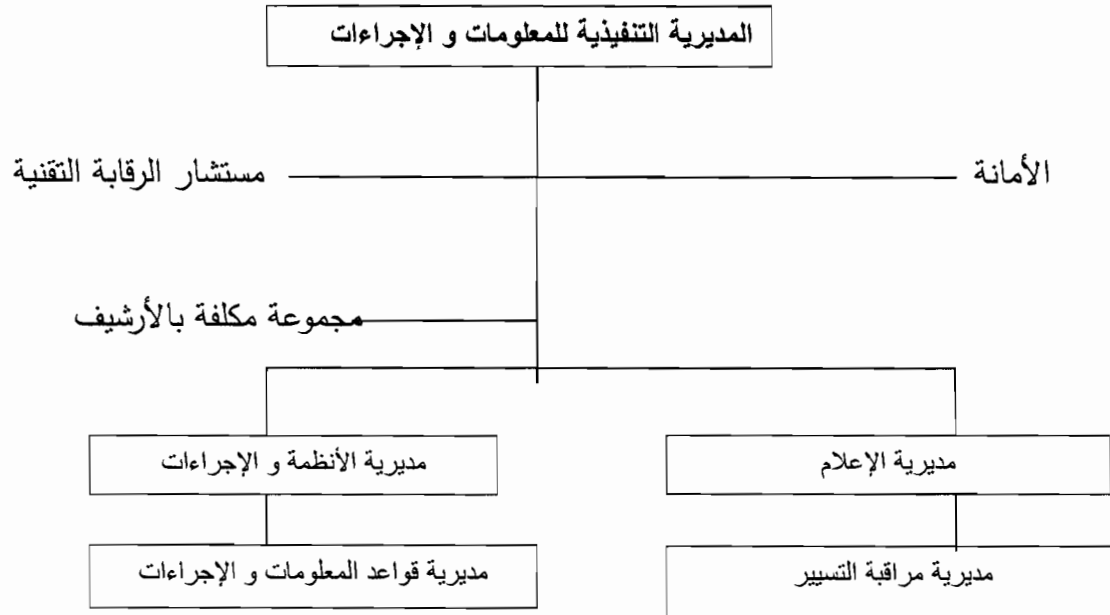 المديرية التنفيذية للمعلومات و الإجراءات
الأمانة
مستشار الرقابة التقنية
مجموعة مكلفة بالأرشيف
مديرية الإعلام
مديرية الأنظمة و الإجراءات
مديرية مراقبة التسيير
مديرية قواعد المعلومات و الإجراءات